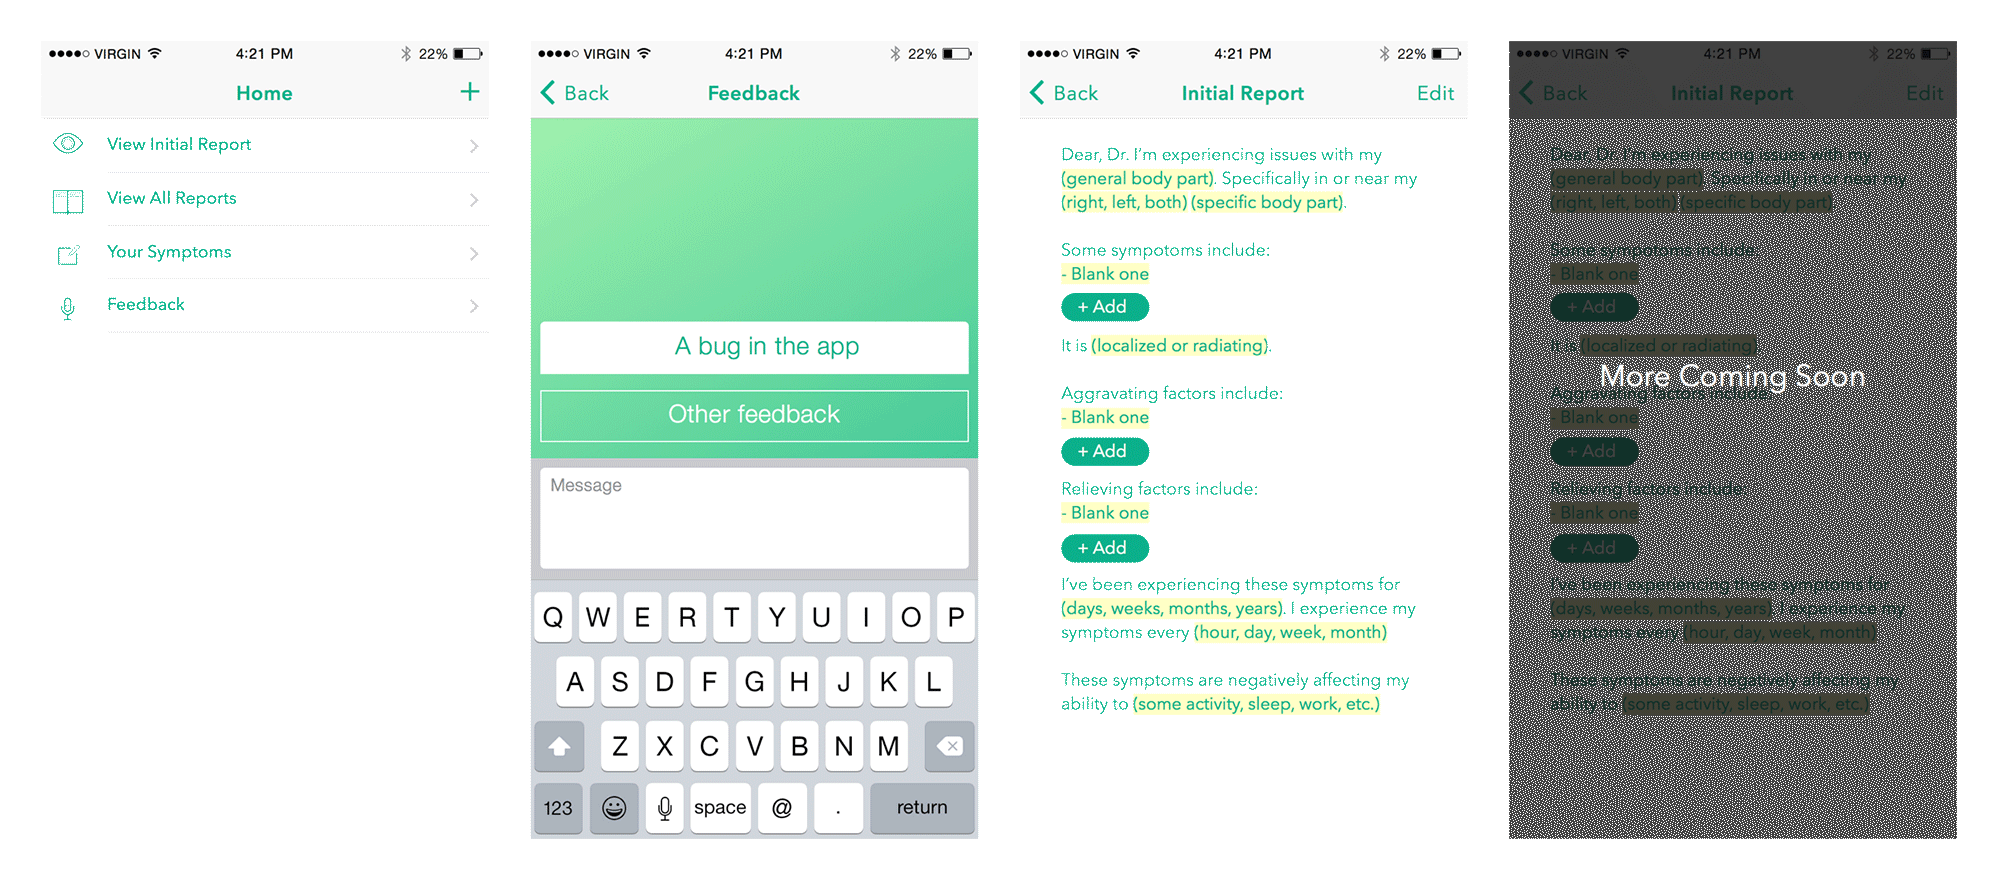 VIRGIN 4:21 PM 22%
Home +
View Initial Report
View All Reports
Your Symptoms
Feedback
VIRGIN 4:21 PM 22%
Back Feedback
A bug in the app
Other feedback
Message
Q W E R T Y U I O P
A S D F G H J K L
Z X C V B N M
123 space @ . return
VIRGIN 4:21 PM 22%
Back Initial Report Edit
Dear, Dr. I'm experiencing issues with my
(general body part). Specifically in or near my
(right, left, both) (specific body part).
Some sympotoms include:
- Blank one
+ Add
It is (localized or radiating).
Aggravating factors include:
- Blank one
+ Add
Relieving factors include:
- Blank one
+ Add
I've been experiencing these symptoms for
(days, weeks, months, years). I experience my
symptoms every (hour, day, week, month)
These symptoms are negatively affecting my
ability to (some activity, sleep, work, etc.)
VIRGIN 4:21 PM 22%
Back Initial Report Edit
Dear, Dr. I'm experiencing issues with my
(general body part). Specifically in or near my
(right, left, both) (specific body part).
Some sympotoms include:
- Blank one
+ Add
It is (localized or radiating).
More Coming Soon
Aggravating factors include:
- Blank one
+ Add
Relieving factors include:
- Blank one
+ Add
I've been experiencing these symptoms for
(days, weeks, months, years). I experience my
symptoms every (hour, day, week, month)
These symptoms are negatively affecting my
ability to (some activity, sleep, work, etc.)